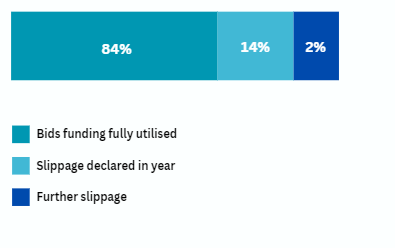 84% 14% 2%
Bids funding fully utilised
Slippage declared in year
Further slippage